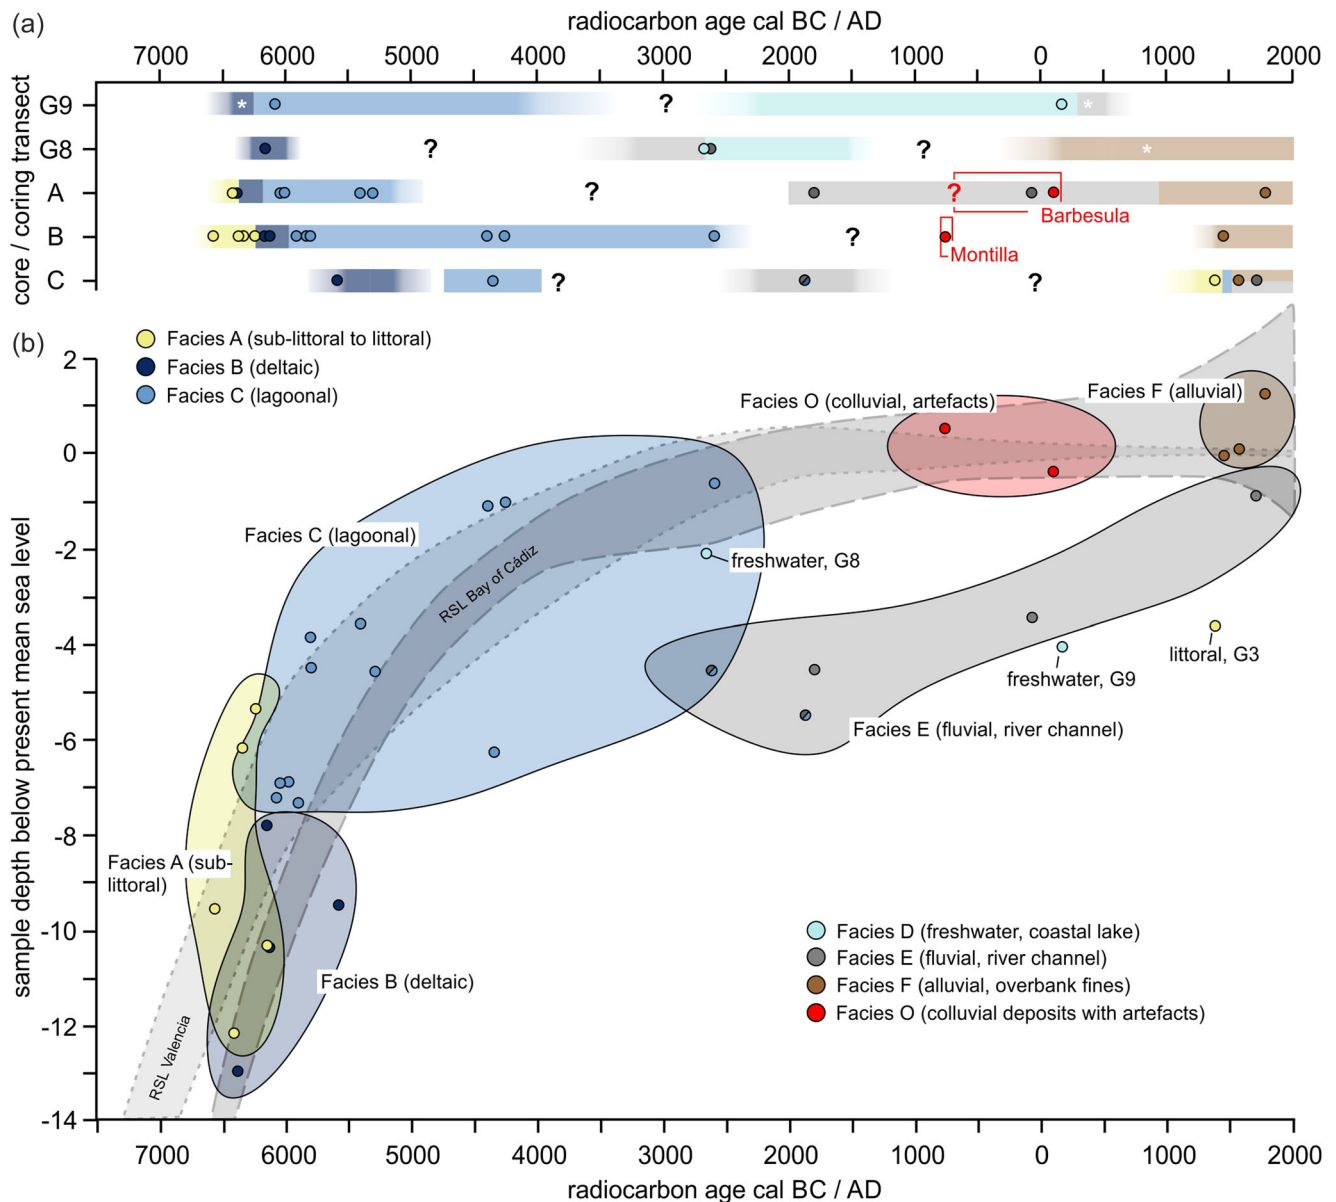 (a)
radiocarbon age cal BC / AD
7000 6000 5000 4000 3000 2000 1000 0 1000 2000
core / coring transect
G9 * ? *
G8 ? ? *
A ? ?
Barbesula
B ? ?
Montilla
C ? ?
(b)
Facies A (sub-littoral to littoral)
Facies B (deltaic)
Facies C (lagoonal)
sample depth below present mean sea level
2
0
-2
-4
-6
-8
-10
-12
-14
Facies O (colluvial, artefacts)
Facies F (alluvial)
Facies C (lagoonal)
RSL Bay of Cádiz
freshwater, G8
littoral, G3
freshwater, G9
Facies E (fluvial, river channel)
Facies A (sub-
littoral)
Facies B (deltaic)
RSL Valencia
Facies D (freshwater, coastal lake)
Facies E (fluvial, river channel)
Facies F (alluvial, overbank fines)
Facies O (colluvial deposits with artefacts)
7000 6000 5000 4000 3000 2000 1000 0 1000 2000
radiocarbon age cal BC / AD